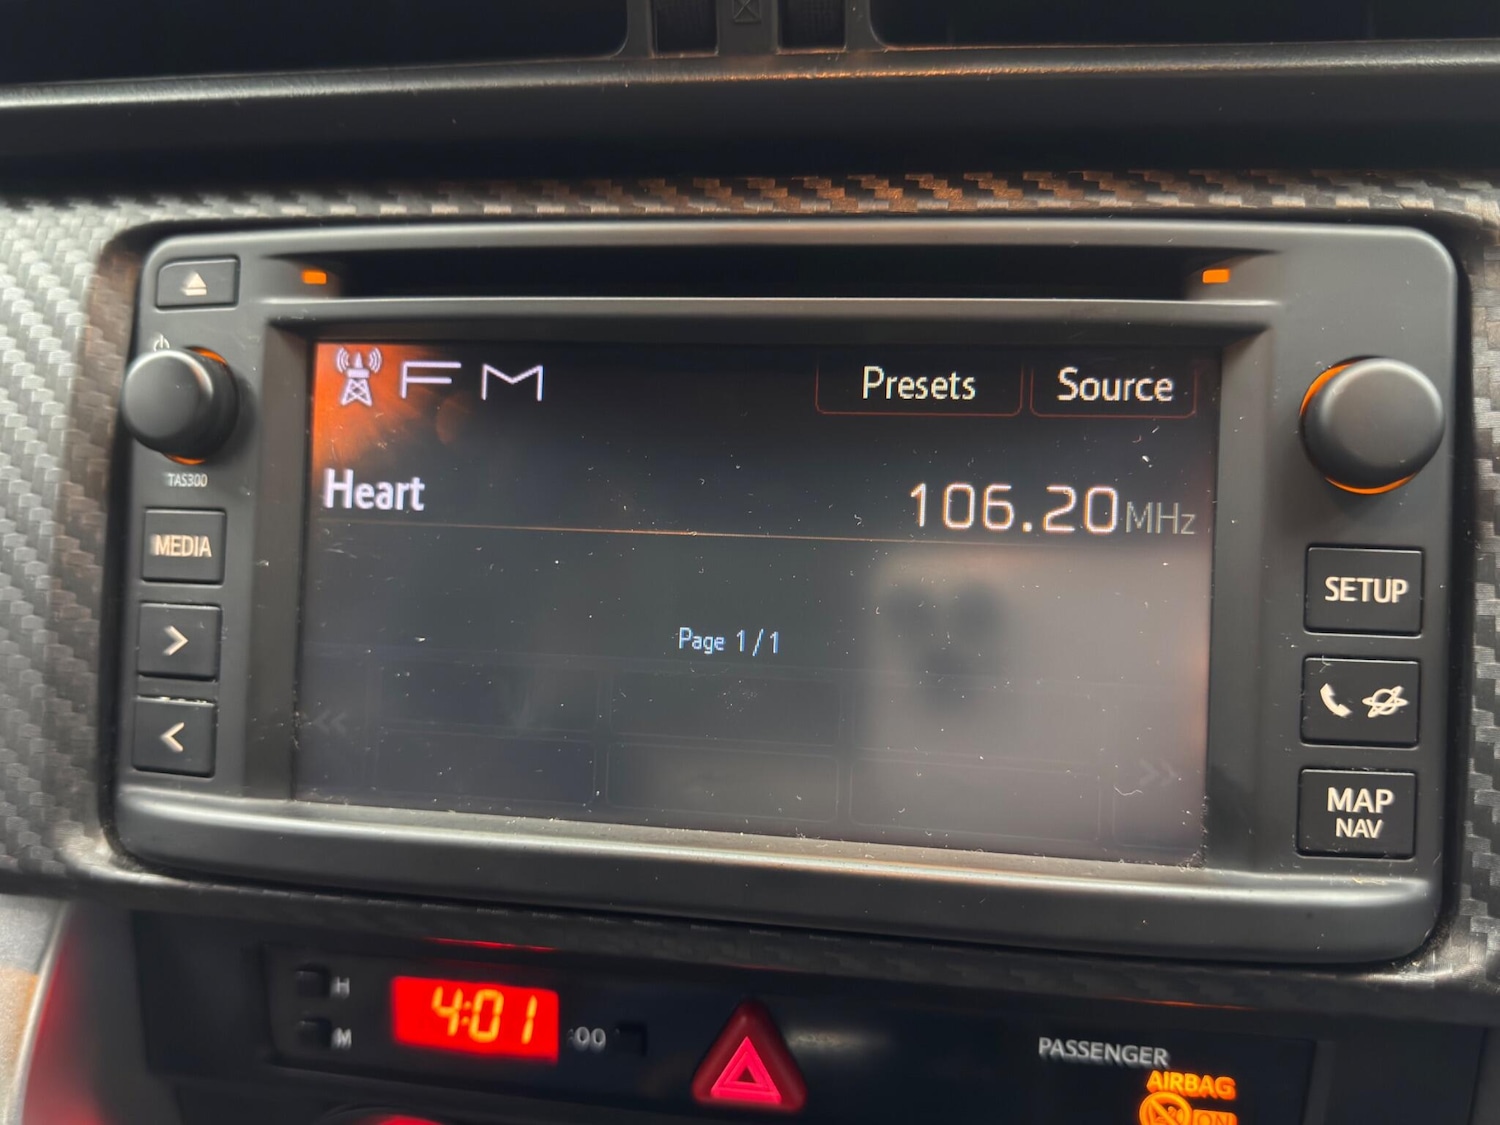 FM
Presets
Source
TAS300
Heart
106.20MHz
MEDIA
SETUP
Page 1/1
MAP
NAV
H
4:01
:00
M
PASSENGER
AIRBAG
ON